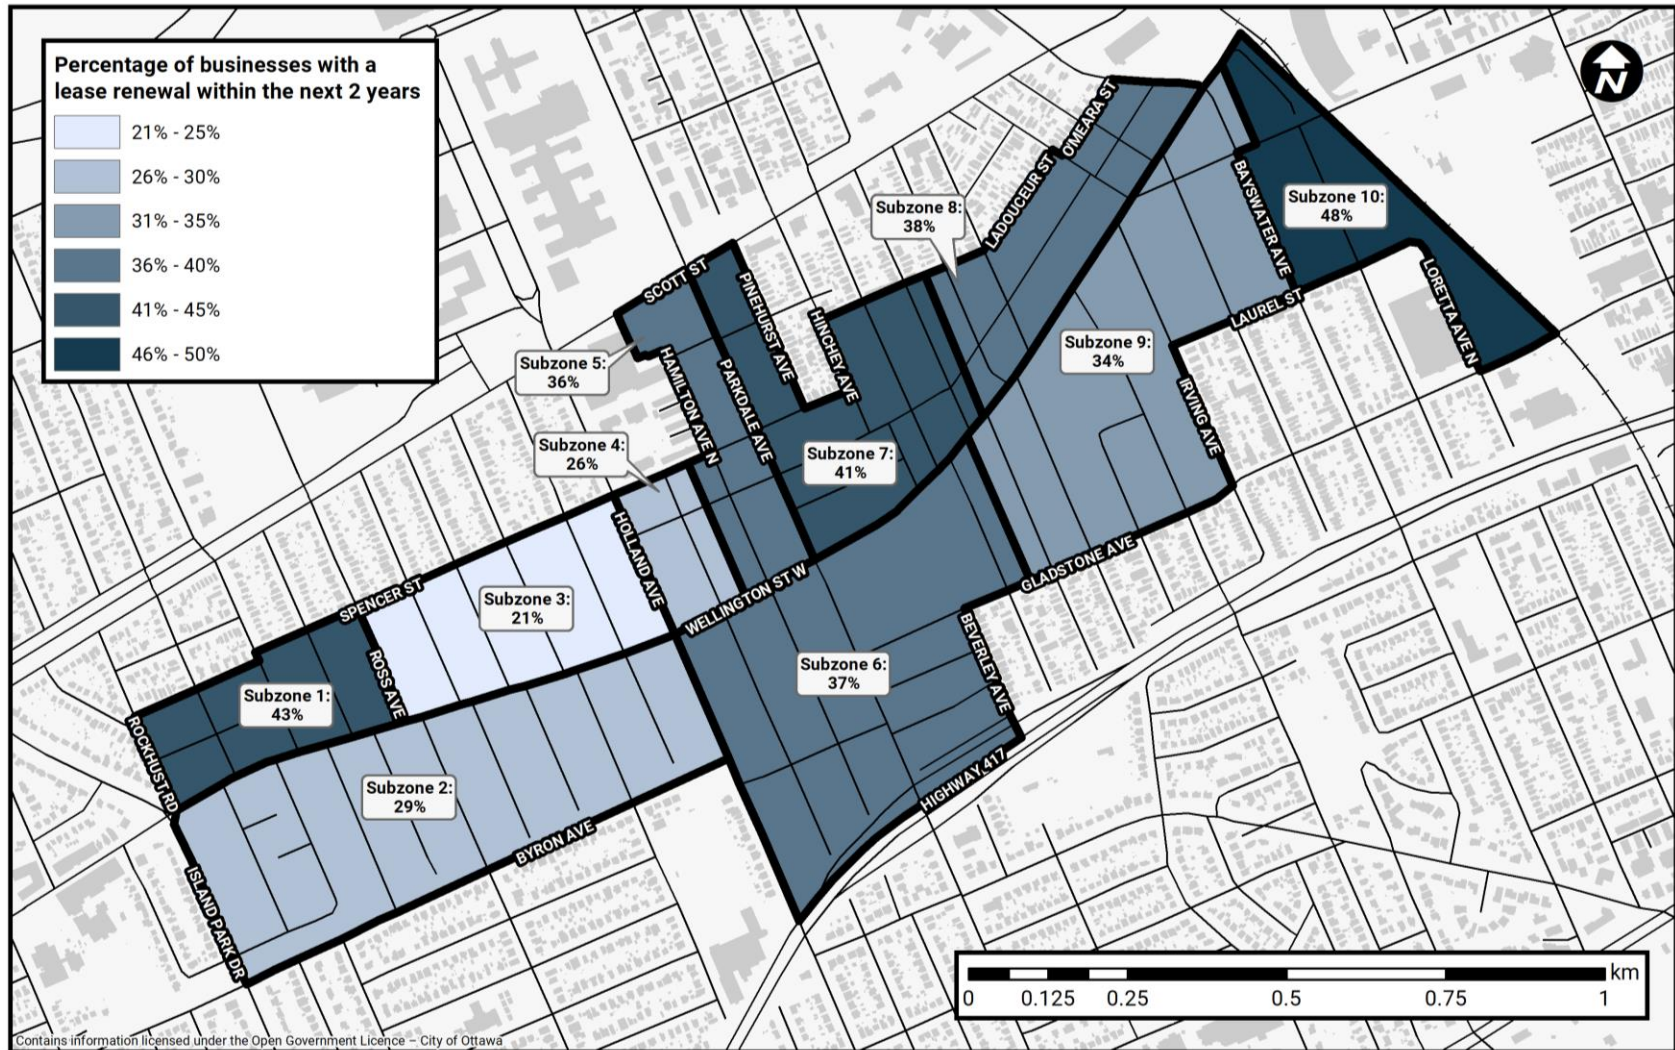 Percentage of businesses with a
lease renewal within the next 2 years
21% - 25%
26% - 30%
31% - 35%
36% - 40%
41% - 45%
46% - 50%
N
O'MEARA ST
LADOUCEUR ST
BAYSWATER AVE
Subzone 10:
48%
Subzone 8:
38%
SCOTT ST
PINEHURST AVE
HINCHEY AVE
LAUREL ST
LORETTA AVE N
Subzone 5:
36%
HAMILTON AVE N
PARKDALE AVE
Subzone 9:
34%
IRVING AVE
Subzone 4:
26%
Subzone 7:
41%
HOLLAND AVE
WELLINGTON ST W
GLADSTONE AVE
SPENCER ST
Subzone 3:
21%
BEVERLEY AVE
ROSS AVE
Subzone 6:
37%
Subzone 1:
43%
ROCKHUST RD
Subzone 2:
29%
HIGHWAY 417
BYRON AVE
ISLAND PARK DR
km
0 0.125 0.25 0.5 0.75 1
Contains information licensed under the Open Government Licence – City of Ottawa